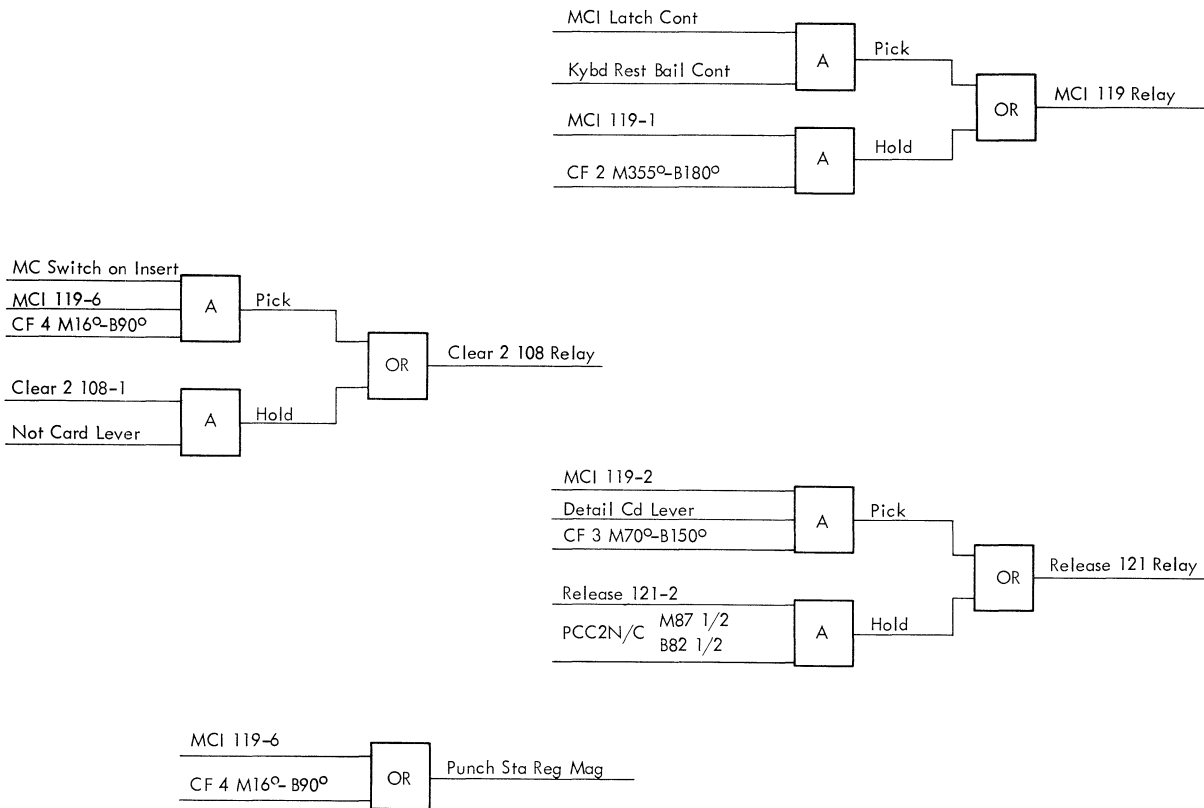 MCI Latch Cont
Kybd Rest Bail Cont
A
Pick
MCI 119-1
CF 2 M355°-B180°
A
Hold
OR
MCI 119 Relay
MC Switch on Insert
MCI 119-6
CF 4 M16°-B90°
A
Pick
Clear 2 108-1
Not Card Lever
A
Hold
OR
Clear 2 108 Relay
MCI 119-2
Detail Cd Lever
CF 3 M70°-B150°
A
Pick
Release 121-2
PCC2N/C M87 1/2
B82 1/2
A
Hold
OR
Release 121 Relay
MCI 119-6
CF 4 M16°- B90°
OR
Punch Sta Reg Mag